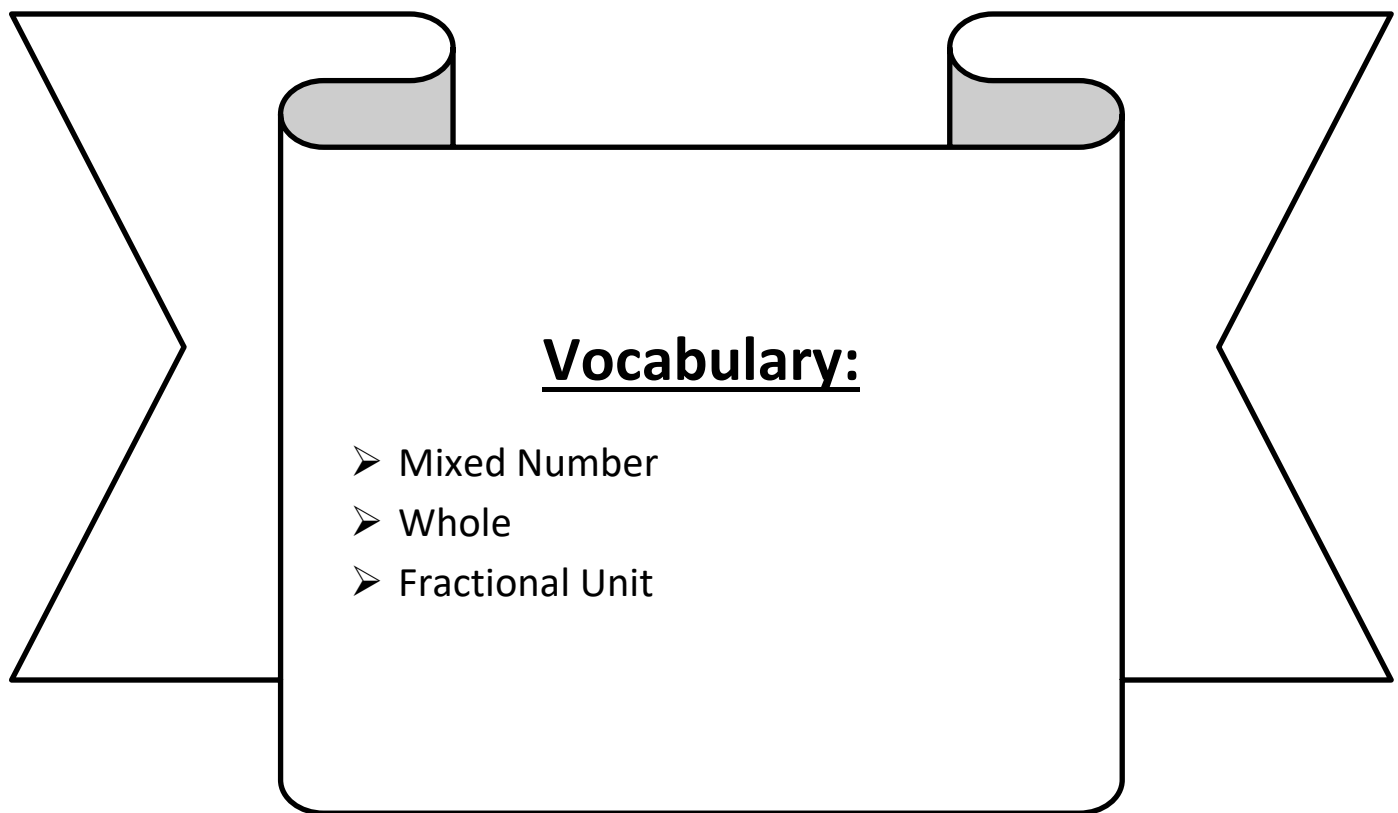 Vocabulary:
➢ Mixed Number
➢ Whole
➢ Fractional Unit